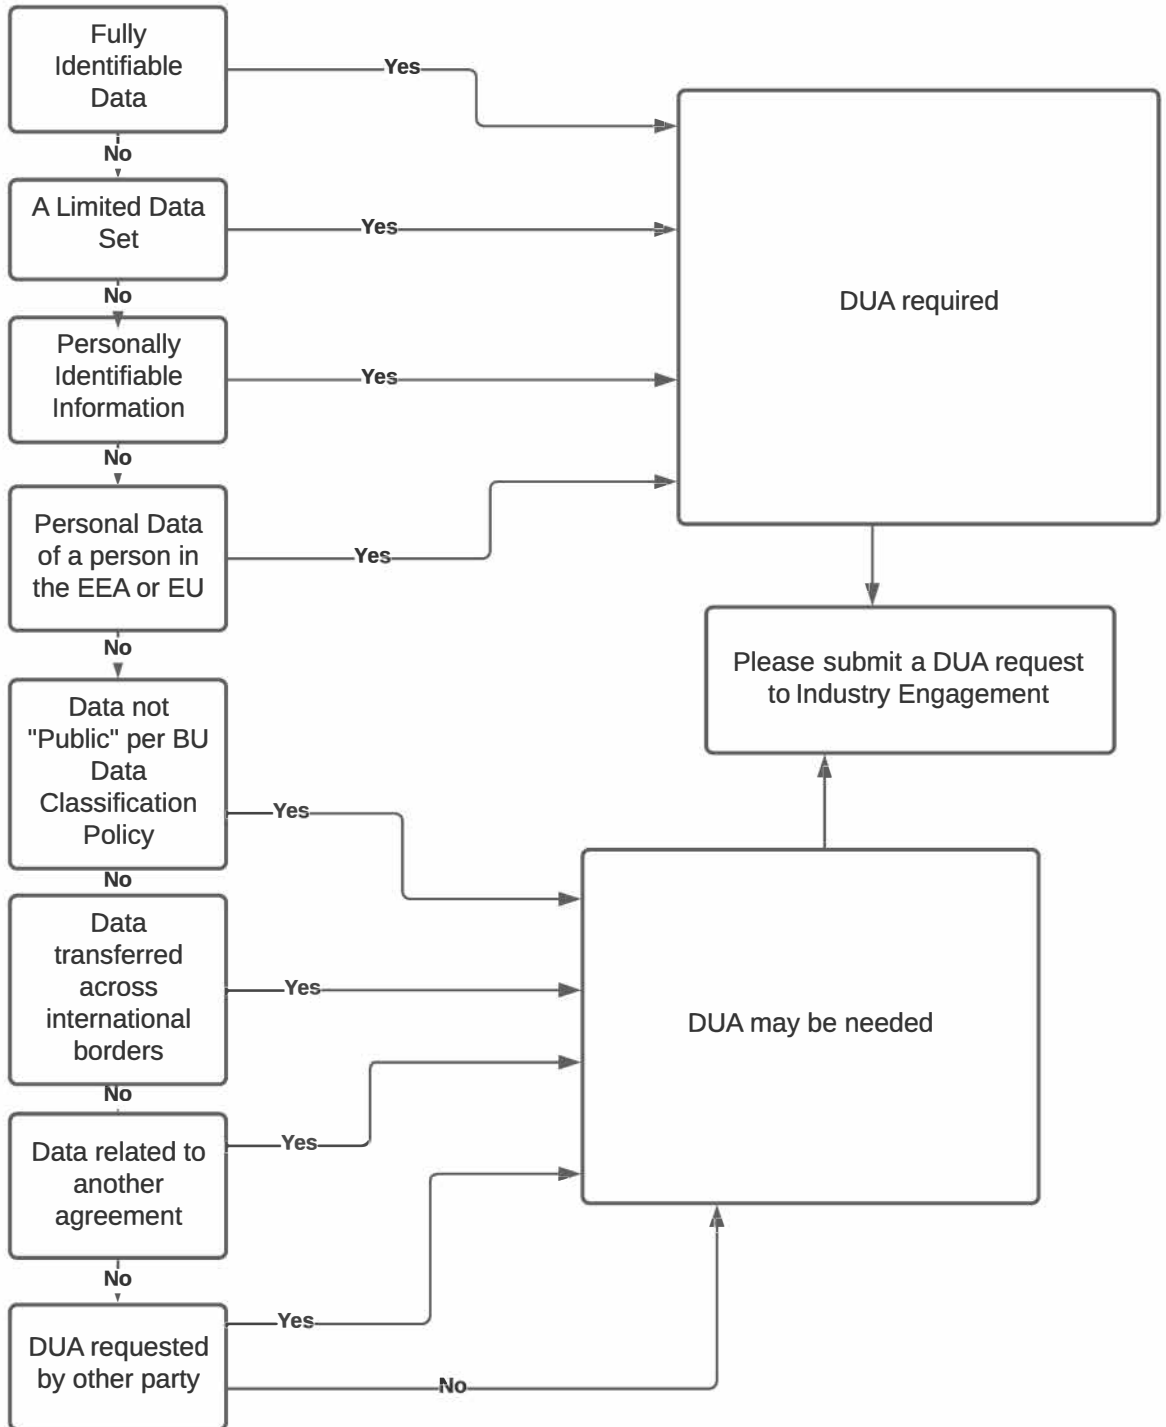 Fully
Identifiable
Data
Yes
No
A Limited Data
Set
Yes
DUA required
No
Personally
Identifiable
Information
Yes
No
Personal Data
of a person in
the EEA or EU
Yes
No
Please submit a DUA request
to Industry Engagement
Data not
"Public" per BU
Data
Classification
Policy
Yes
No
Data
transferred
across
international
borders
Yes
DUA may be needed
No
Data related to
another
agreement
Yes
No
DUA requested
by other party
Yes
No